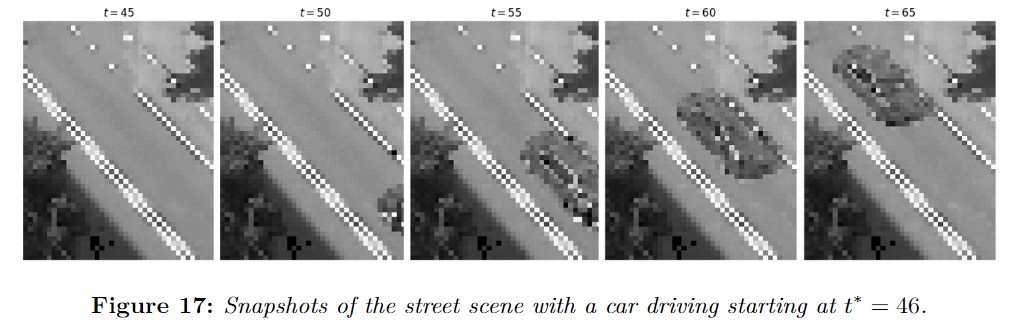 t = 45 t = 50 t = 55 t = 60 t = 65
Figure 17: Snapshots of the street scene with a car driving starting at t* = 46.